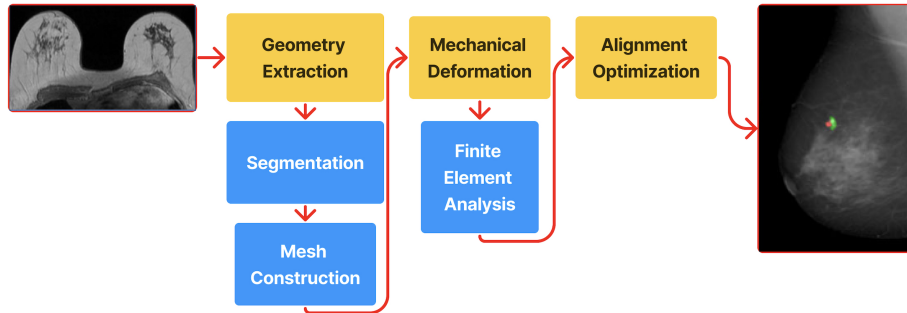 Geometry
Extraction
Segmentation
Mesh
Construction
Mechanical
Deformation
Finite
Element
Analysis
Alignment
Optimization